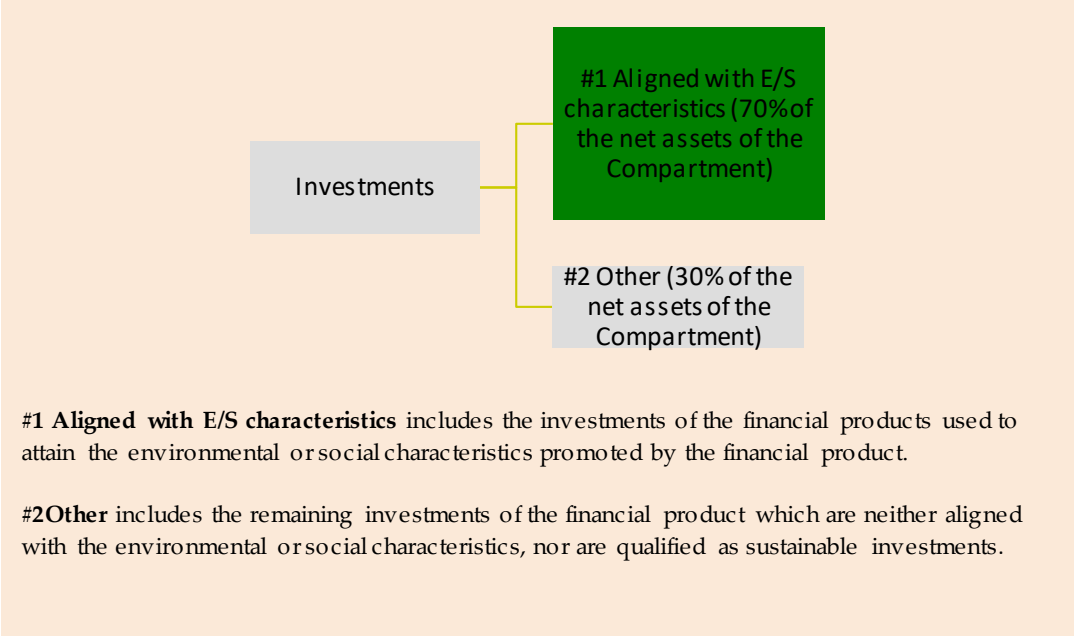 #1 Aligned with E/S
characteristics (70% of
the net assets of the
Compartment)
Investments
#2 Other (30% of the
net assets of the
Compartment)
#1 Aligned with E/S characteristics includes the investments of the financial products used to
attain the environmental or social characteristics promoted by the financial product.
#2Other includes the remaining investments of the financial product which are neither aligned
with the environmental or social characteristics, nor are qualified as sustainable investments.